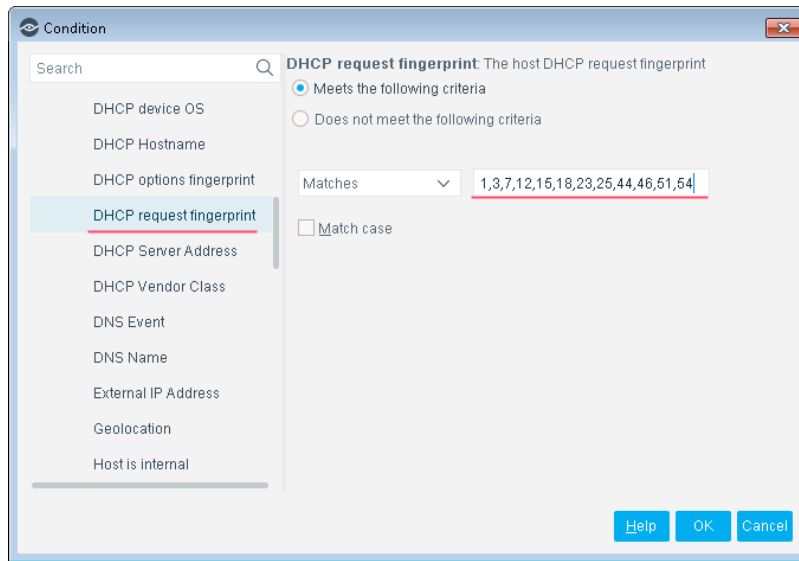 Condition
Search
DHCP device OS
DHCP Hostname
DHCP options fingerprint
DHCP request fingerprint
DHCP Server Address
DHCP Vendor Class
DNS Event
DNS Name
External IP Address
Geolocation
Host is internal
DHCP request fingerprint: The host DHCP request fingerprint
Meets the following criteria
Does not meet the following criteria
Matches
1,3,7,12,15,18,23,25,44,46,51,54
Match case
Help
OK
Cancel